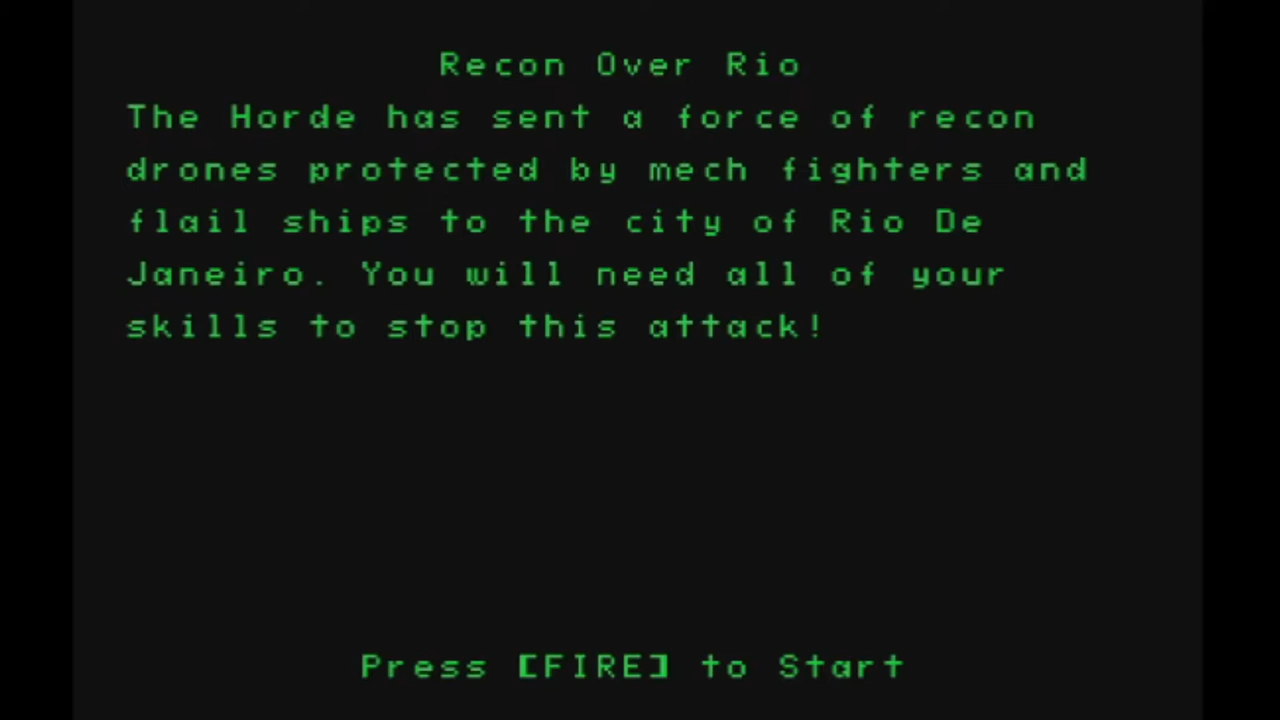 Recon Over Rio
The Horde has sent a force of recon
drones protected by mech fighters and
flail ships to the city of Rio De
Janeiro. You will need all of your
skills to stop this attack!
Press [FIRE] to Start